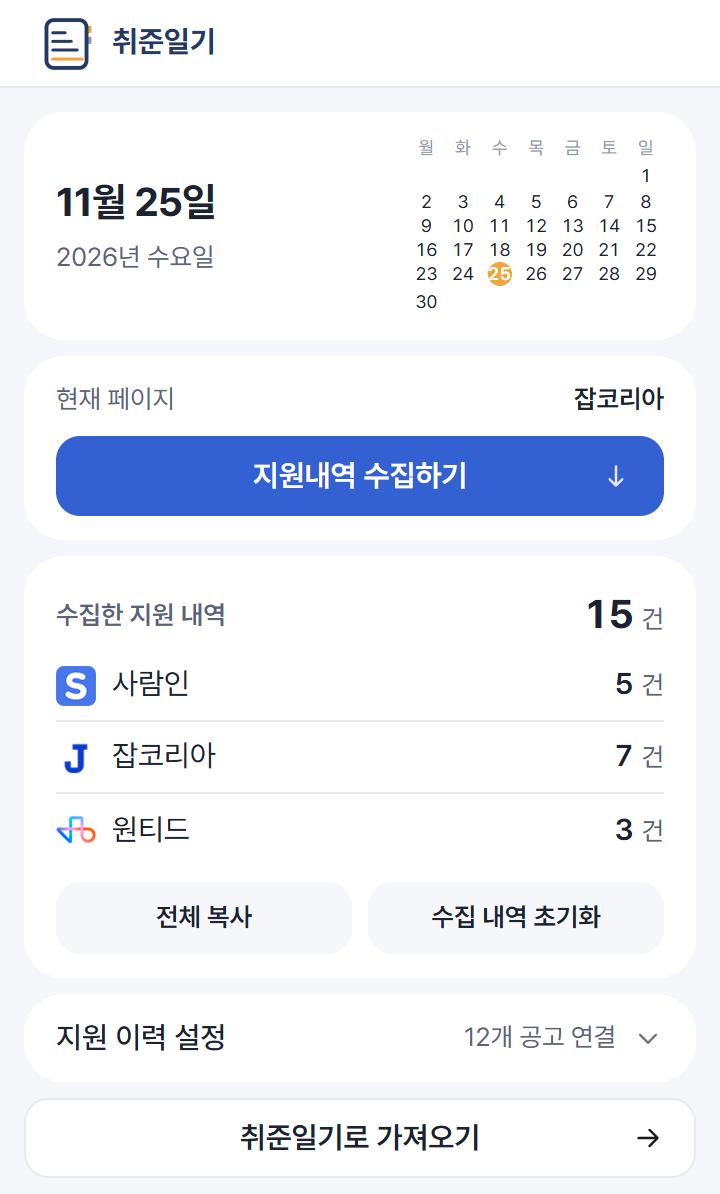 취준일기
11월 25일
2026년 수요일
월 화 수 목 금 토 일
1
2 3 4 5 6 7 8
9 10 11 12 13 14 15
16 17 18 19 20 21 22
23 24 25 26 27 28 29
30
현재 페이지 잡코리아
지원내역 수집하기 ↓
수집한 지원 내역 15 건
S 사람인 5 건
J 잡코리아 7 건
원티드 3 건
전체 복사 수집 내역 초기화
지원 이력 설정 12개 공고 연결
취준일기로 가져오기 →